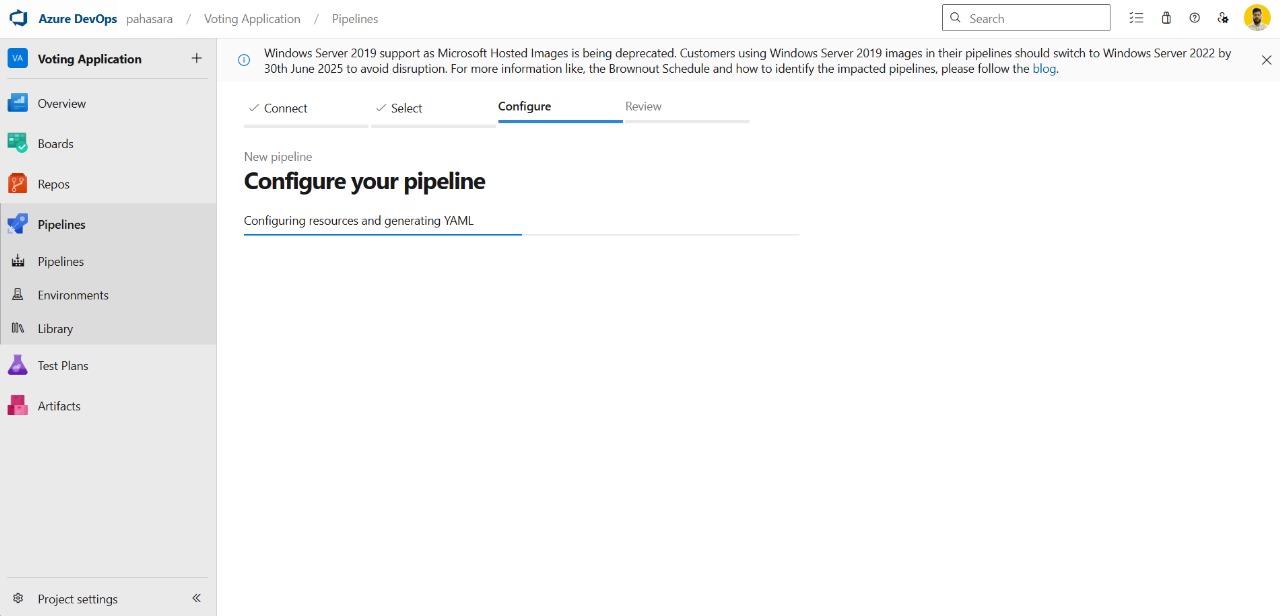 Azure DevOps pahasara / Voting Application / Pipelines
Search
VA Voting Application +
Windows Server 2019 support as Microsoft Hosted Images is being deprecated. Customers using Windows Server 2019 images in their pipelines should switch to Windows Server 2022 by
30th June 2025 to avoid disruption. For more information like, the Brownout Schedule and how to identify the impacted pipelines, please follow the blog.
Overview
Boards
Repos
Pipelines
Pipelines
Environments
Library
Test Plans
Artifacts
Project settings
Connect
Select
Configure
Review
New pipeline
Configure your pipeline
Configuring resources and generating YAML